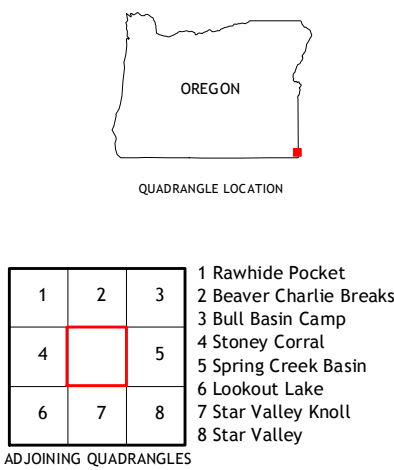 OREGON
QUADRANGLE LOCATION
1 2 3
4 5
6 7 8
1 Rawhide Pocket
2 Beaver Charlie Breaks
3 Bull Basin Camp
4 Stoney Corral
5 Spring Creek Basin
6 Lookout Lake
7 Star Valley Knoll
8 Star Valley
ADJOINING QUADRANGLES